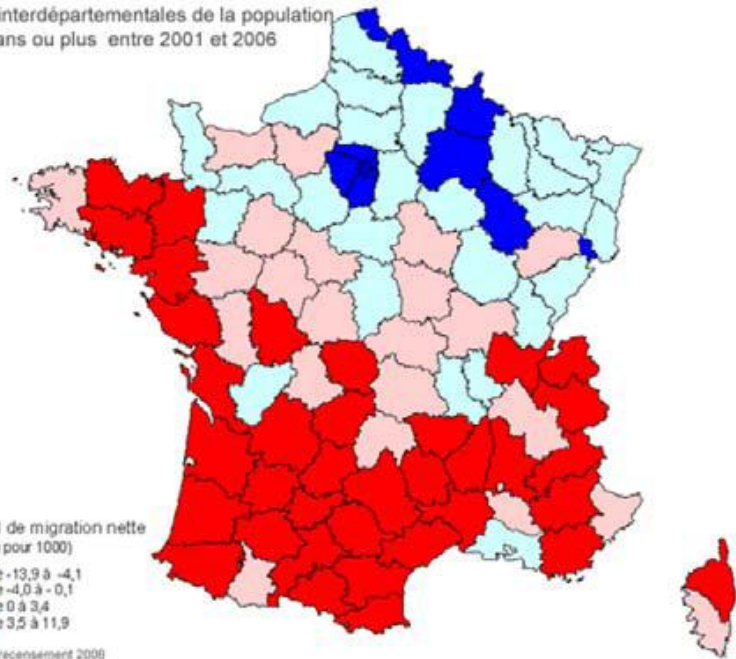 interdépartementales de la population
ans ou plus entre 2001 et 2006
de migration nette
pour 1000)
-13,9 à -4,1
-4,0 à - 0,1
0 à 3,4
3,5 à 11,9
recensement 2006